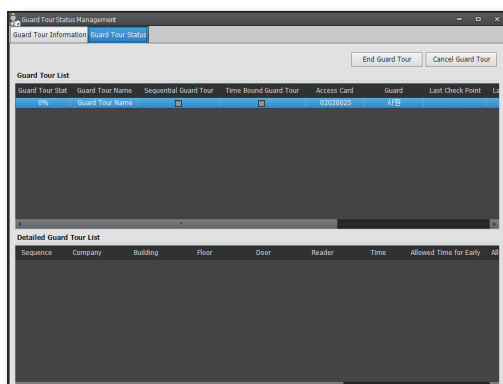 Guard Tour Status Management
Guard Tour Information Guard Tour Status
End Guard Tour Cancel Guard Tour
Guard Tour List
Guard Tour Stat Guard Tour Name Sequential Guard Tour Time Bound Guard Tour Access Card Guard Last Check Point La
0% Guard Tour Name 02020025 사원
Detailed Guard Tour List
Sequence Company Building Floor Door Reader Time Allowed Time for Early All